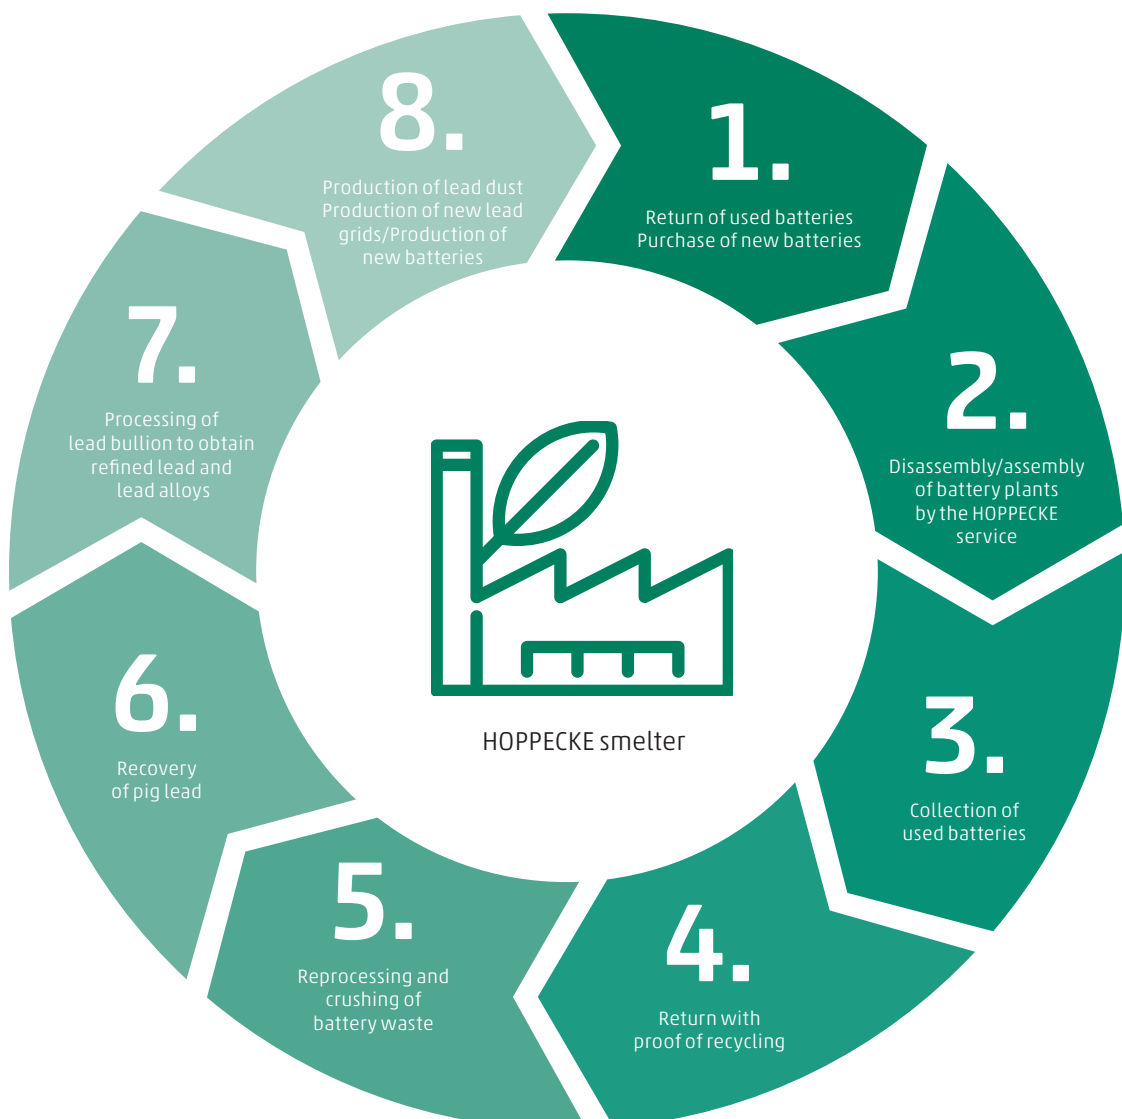 1.
Return of used batteries
Purchase of new batteries
2.
Disassembly/assembly
of battery plants
by the HOPPECKE
service
3.
Collection of
used batteries
4.
Return with
proof of recycling
5.
Reprocessing and
crushing of
battery waste
6.
Recovery
of pig lead
7.
Processing of
lead bullion to obtain
refined lead and
lead alloys
8.
Production of lead dust
Production of new lead
grids/Production of
new batteries
HOPPECKE smelter